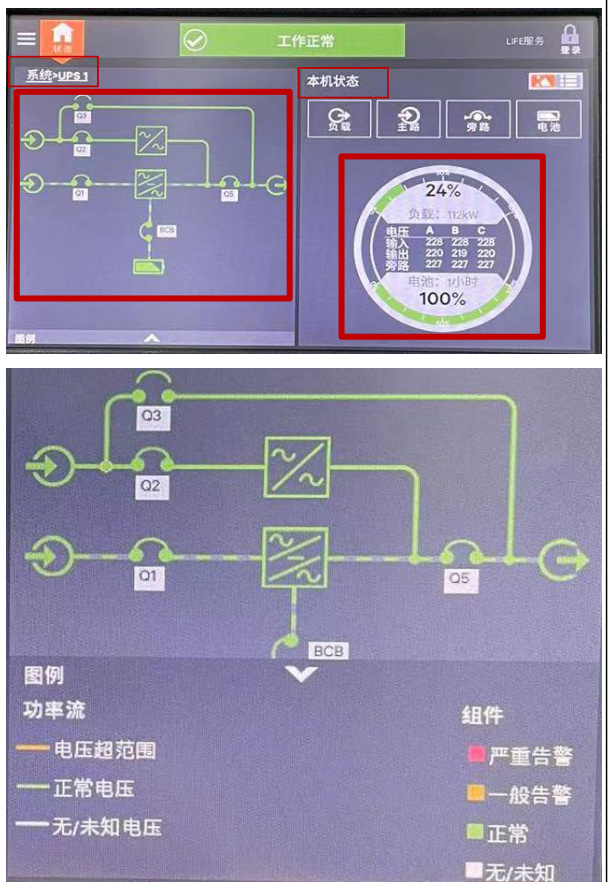 状态
工作正常
LIFE服务
登录
系统>UPS 1
本机状态
Q3
Q2
Q1
Q5
BCB
负载
主路
旁路
电池
24%
负载: 112kW
电压 A B C
输入 228 228 228
输出 220 219 220
旁路 227 227 227
电池: 1小时
100%
图例
Q3
Q2
Q1
Q5
BCB
图例
功率流
组件
电压超范围
严重告警
正常电压
一般告警
无/未知电压
正常
无/未知